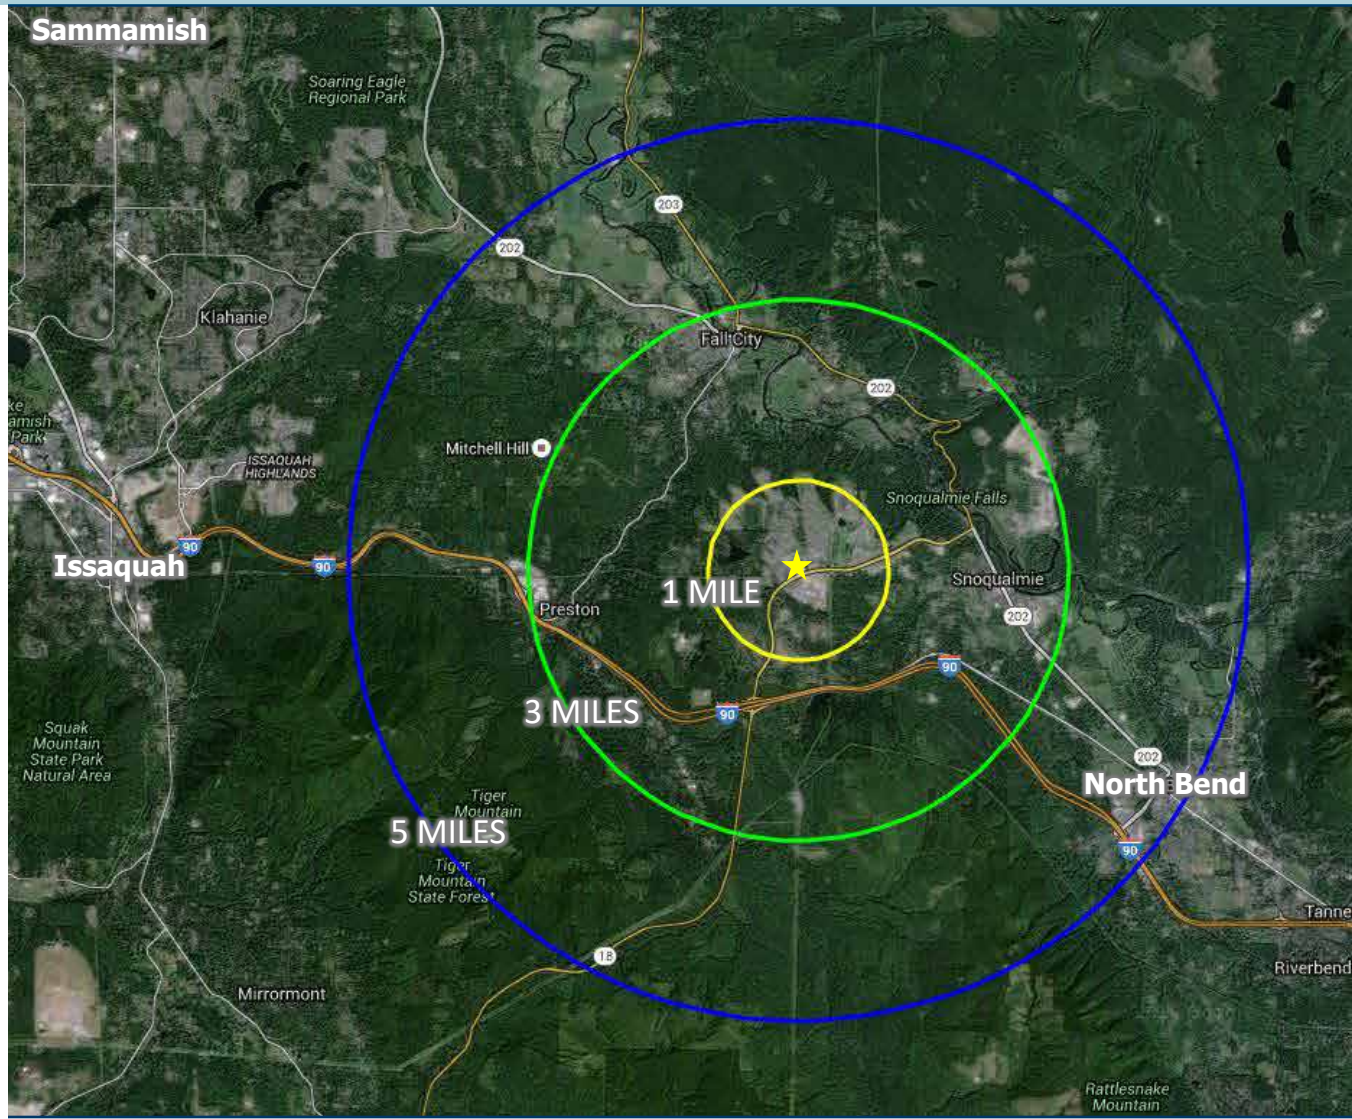 Sammamish
Soaring Eagle
Regional Park
203
202
Klahanie
Fall City
202
ke
amish
Park
Mitchell Hill
ISSAQUAH
HIGHLANDS
Snoqualmie Falls
90
Issaquah
90
1 MILE
Snoqualmie
Preston
202
90
3 MILES
90
Squak
Mountain
State Park
Natural Area
202
North Bend
Tiger
Mountain
5 MILES
90
Tiger
Mountain
State Forest
Tanne
18
Riverbend
Mirrormont
Rattlesnake
Mountain